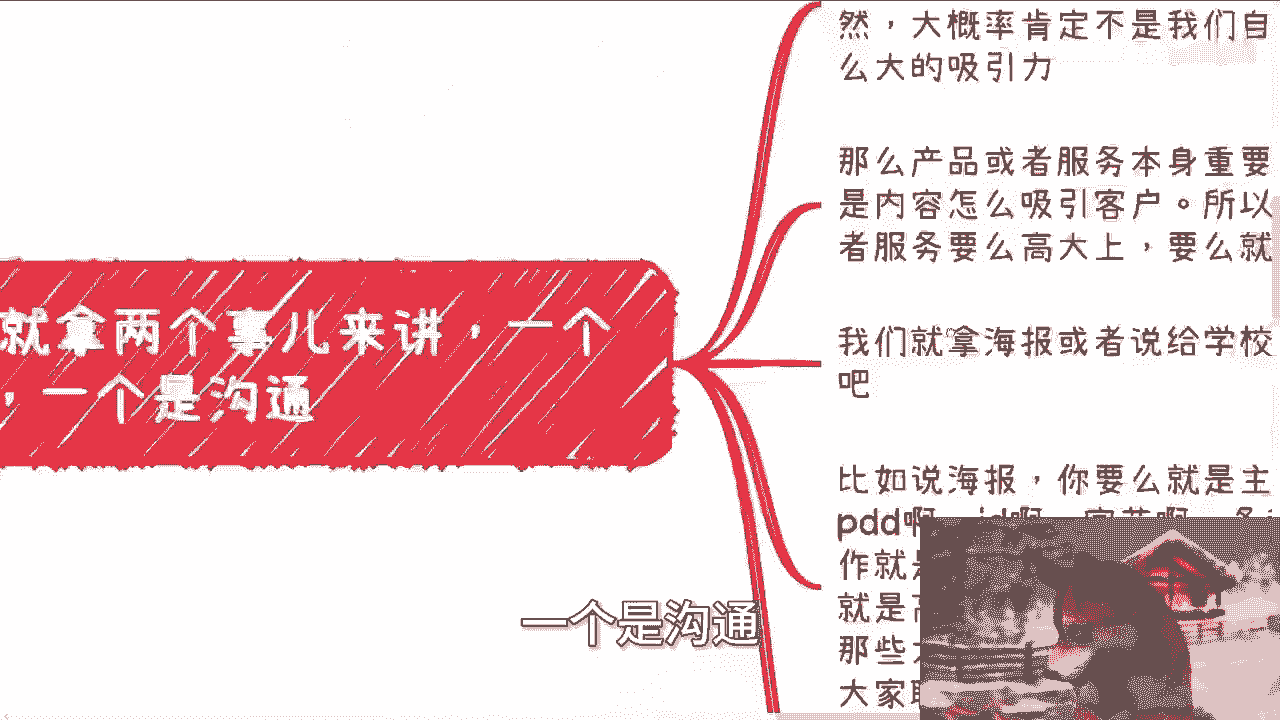 就拿两个事儿来讲，一个
，一个是沟通
然，大概率肯定不是我们自
么大的吸引力
那么产品或者服务本身重要
是内容怎么吸引客户。所以
者服务要么高大上，要么就
我们就拿海报或者说给学校
吧
比如说海报，你要么就是主
pdd啊
作就是
就是高
那些
大家
一个是沟通